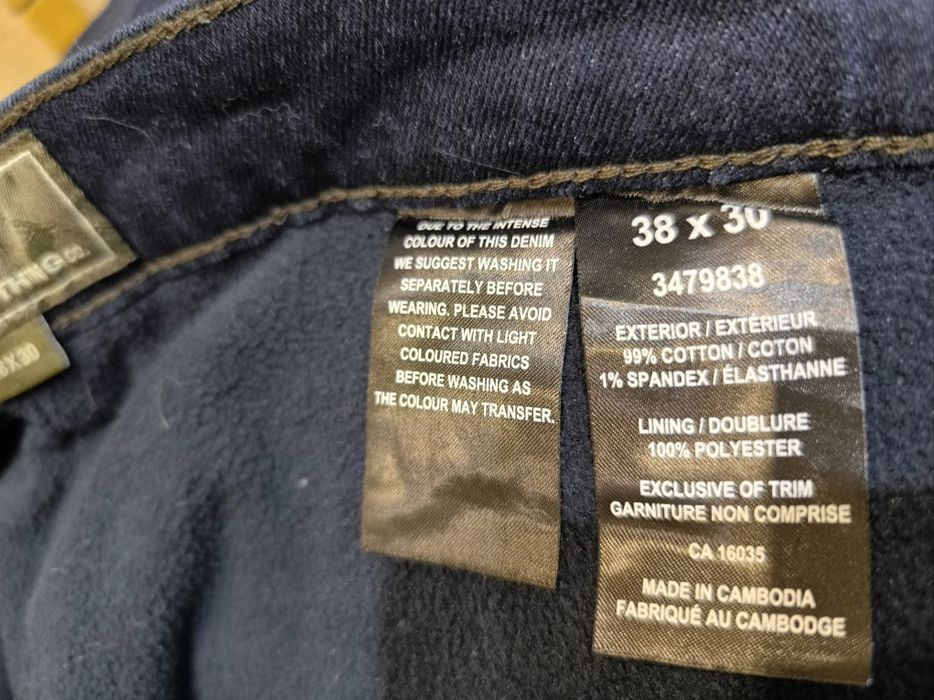 THING CO
X30
DUE TO THE INTENSE
COLOUR OF THIS DENIM
WE SUGGEST WASHING IT
SEPARATELY BEFORE
WEARING. PLEASE AVOID
CONTACT WITH LIGHT
COLOURED FABRICS
BEFORE WASHING AS
THE COLOUR MAY TRANSFER.
38 x 30
3479838
EXTERIOR / EXTÉRIEUR
99% COTTON / COTON
1% SPANDEX / ÉLASTHANNE
LINING / DOUBLURE
100% POLYESTER
EXCLUSIVE OF TRIM
GARNITURE NON COMPRISE
CA 16035
MADE IN CAMBODIA
FABRIQUÉ AU CAMBODGE